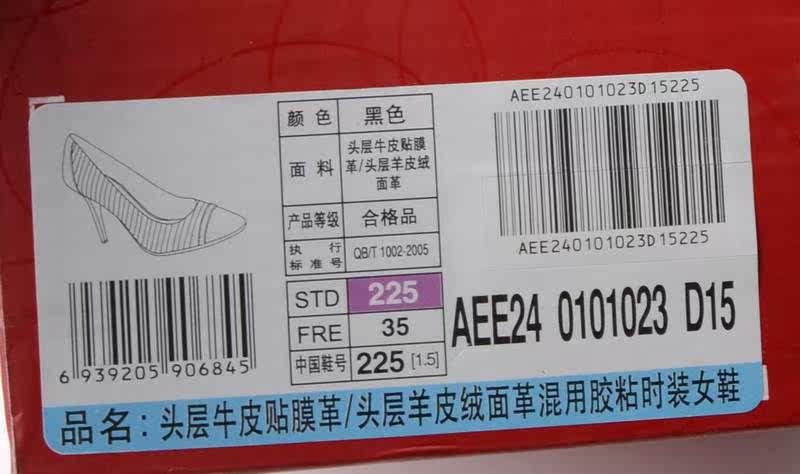 颜色 黑色
面料 头层牛皮贴膜
革/头层羊皮绒
面革
产品等级 合格品
执行
标准号 QB/T 1002-2005
STD 225
FRE 35
中国鞋号 225 [1.5]
6 939205 906845
AEE240101023D15225
AEE240101023D15225
AEE24 0101023 D15
品名: 头层牛皮贴膜革/头层羊皮绒面革混用胶粘时装女鞋